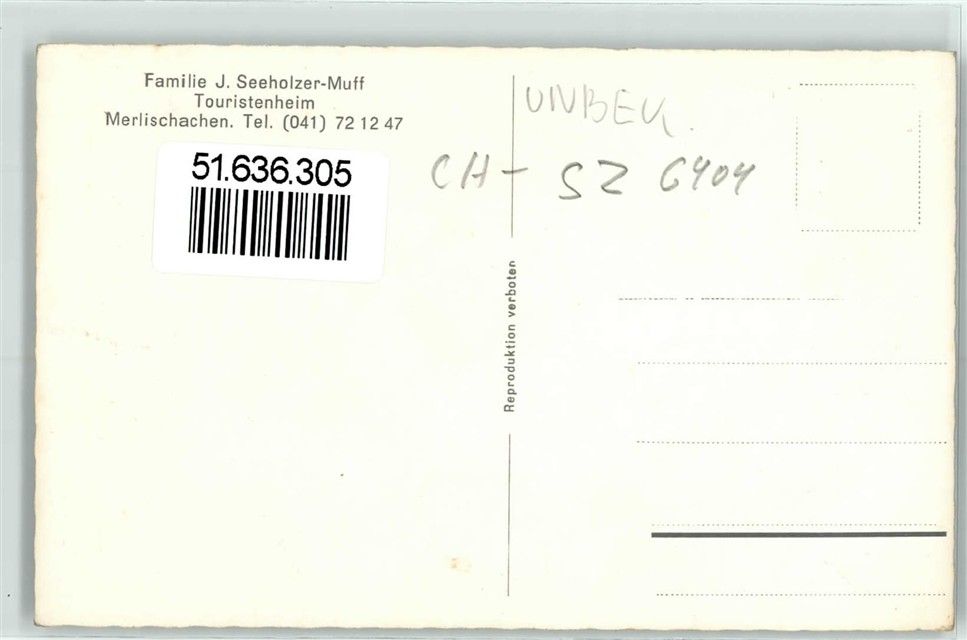 Familie J. Seeholzer-Muff
Touristenheim
Merlischachen. Tel. (041) 72 12 47
51.636.305
UNBEK.
CH-SZ 6404
Reproduktion verboten